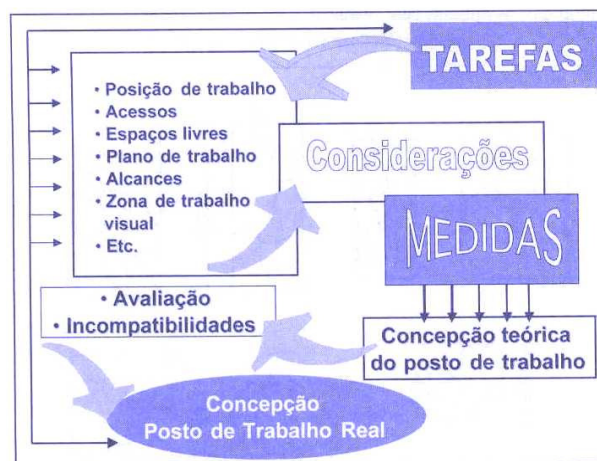 TAREFAS
• Posição de trabalho
• Acessos
• Espaços livres
• Plano de trabalho
• Alcances
• Zona de trabalho
visual
• Etc.
Considerações
MEDIDAS
• Avaliação
• Incompatibilidades
Concepção teórica
do posto de trabalho
Concepção
Posto de Trabalho Real